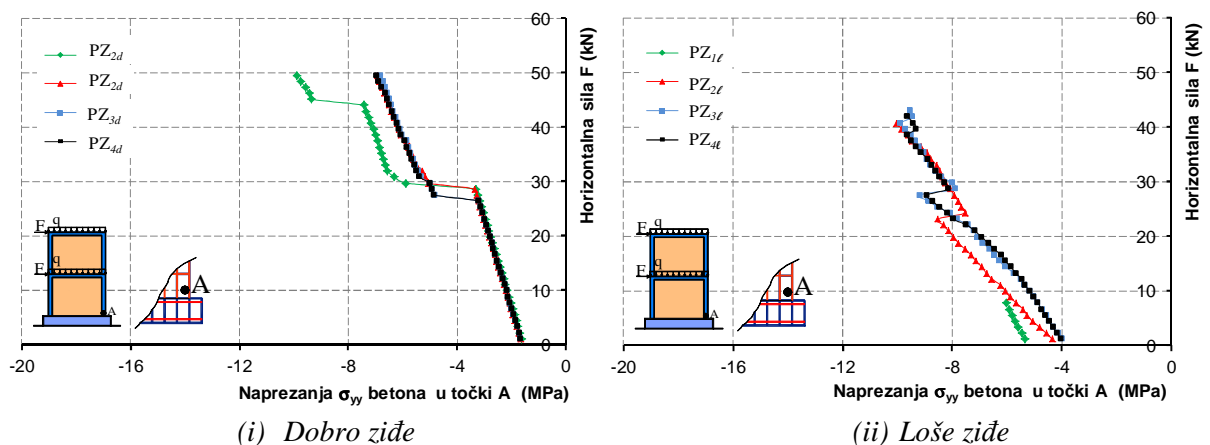 PZ2d
PZ2d
PZ3d
PZ4d
60
50
40
30
20
10
0
Horizontalna sila F (kN)
F q
F q
A
A
-20 -16 -12 -8 -4 0
Naprezanja σyy betona u točki A (MPa)
(i) Dobro ziđe
PZ1ℓ
PZ2ℓ
PZ3ℓ
PZ4ℓ
60
50
40
30
20
10
0
Horizontalna sila F (kN)
F q
F q
A
A
-20 -16 -12 -8 -4 0
Naprezanja σyy betona u točki A (MPa)
(ii) Loše ziđe